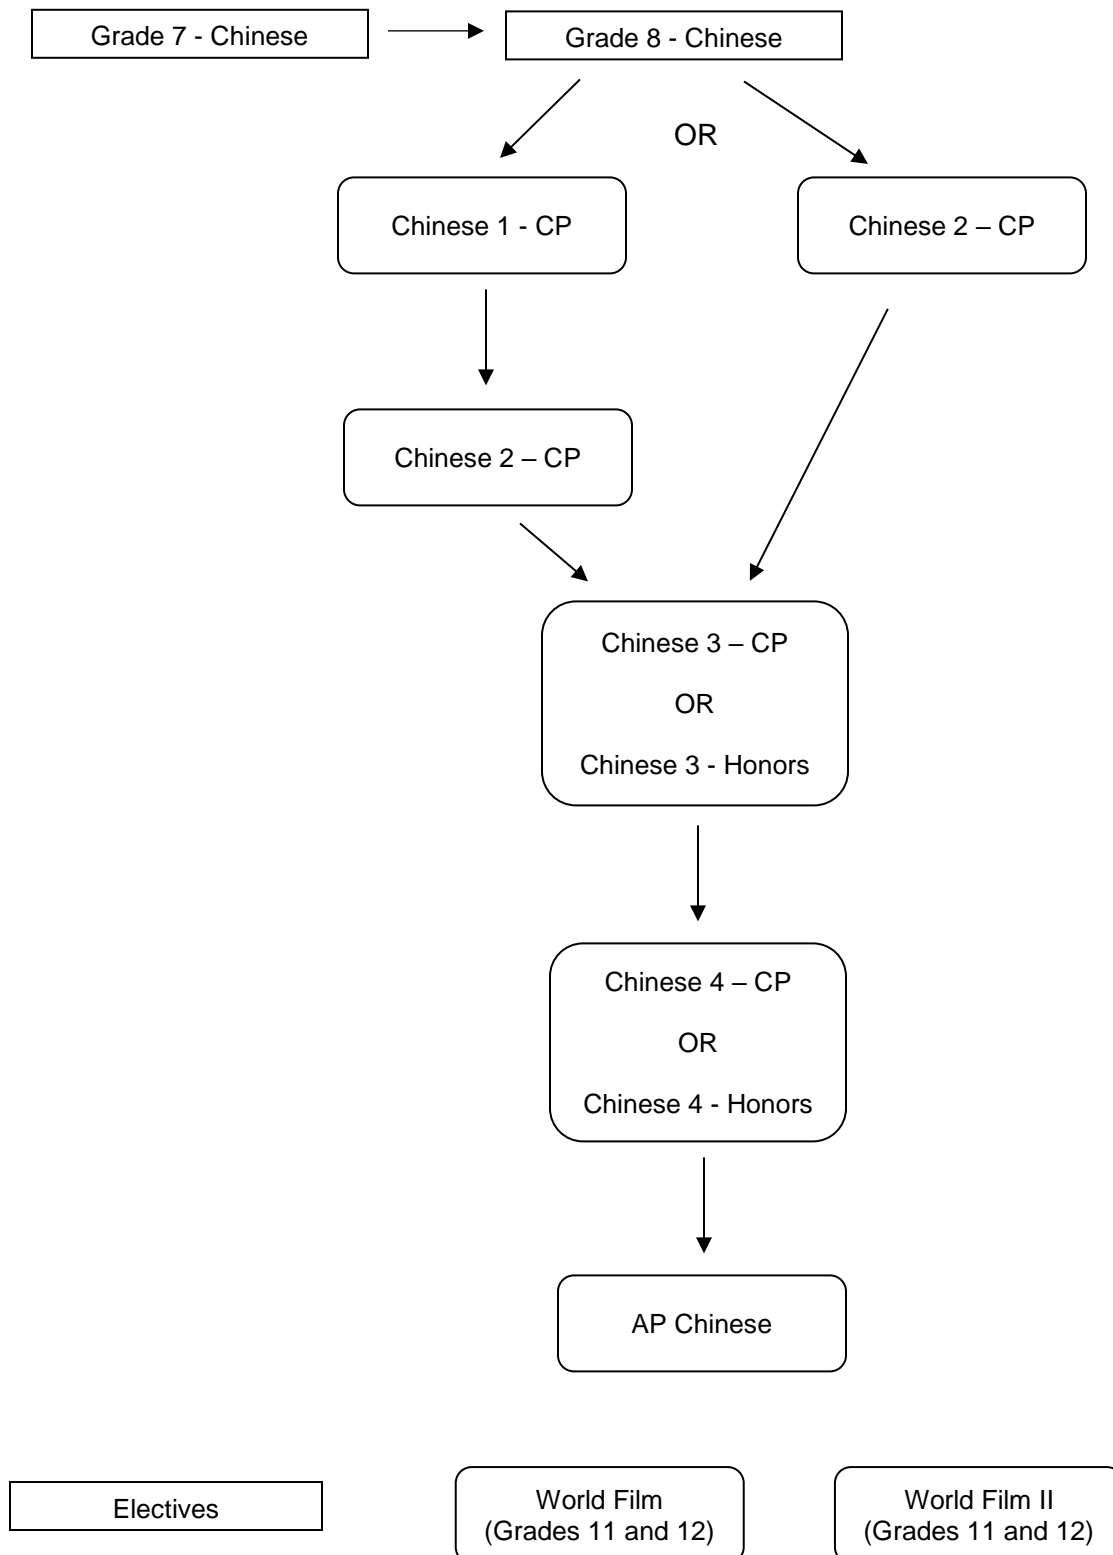 Grade 7 - Chinese
Grade 8 - Chinese
OR
Chinese 1 - CP
Chinese 2 – CP
Chinese 2 – CP
Chinese 3 – CP
OR
Chinese 3 - Honors
Chinese 4 – CP
OR
Chinese 4 - Honors
AP Chinese
Electives
World Film
(Grades 11 and 12)
World Film II
(Grades 11 and 12)